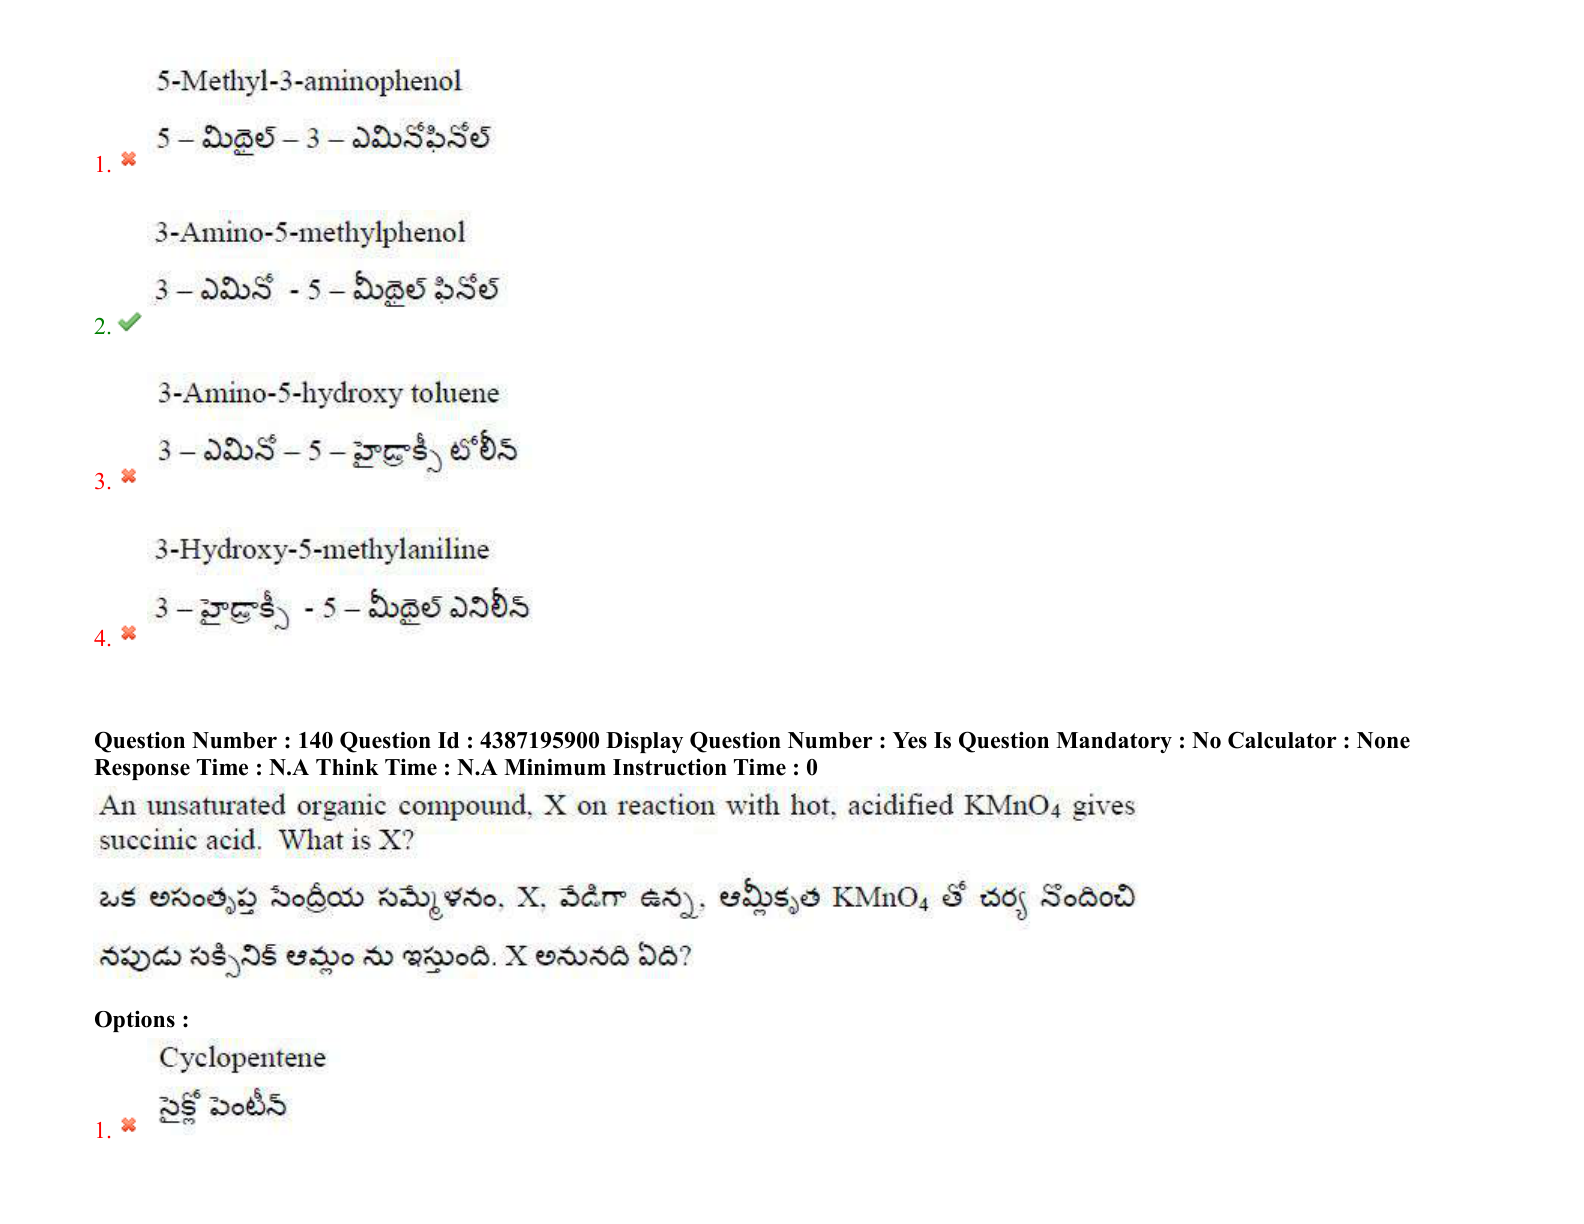 5-Methyl-3-aminophenol
5 – మిథైల్ – 3 – ఎమినోఫినోల్
1.
3-Amino-5-methylphenol
3 – ఎమినో - 5 – మీథైల్ ఫినోల్
2.
3-Amino-5-hydroxy toluene
3 – ఎమినో – 5 – హైడ్రాక్సీ టోలీన్
3.
3-Hydroxy-5-methylaniline
3 – హైడ్రాక్సీ - 5 – మీథైల్ ఎనిలీన్
4.
Question Number : 140 Question Id : 4387195900 Display Question Number : Yes Is Question Mandatory : No Calculator : None
Response Time : N.A Think Time : N.A Minimum Instruction Time : 0
An unsaturated organic compound, X on reaction with hot, acidified KMnO4 gives
succinic acid. What is X?
ఒక అసంతృప్త సేంద్రీయ సమ్మేళనం, X, వేడిగా ఉన్న, ఆమ్లీకృత KMnO4 తో చర్య నొందించి
నపుడు సక్సినిక్ ఆమ్లం ను ఇస్తుంది. X అనునది ఏది?
Options :
Cyclopentene
సైక్లో పెంటీన్
1.